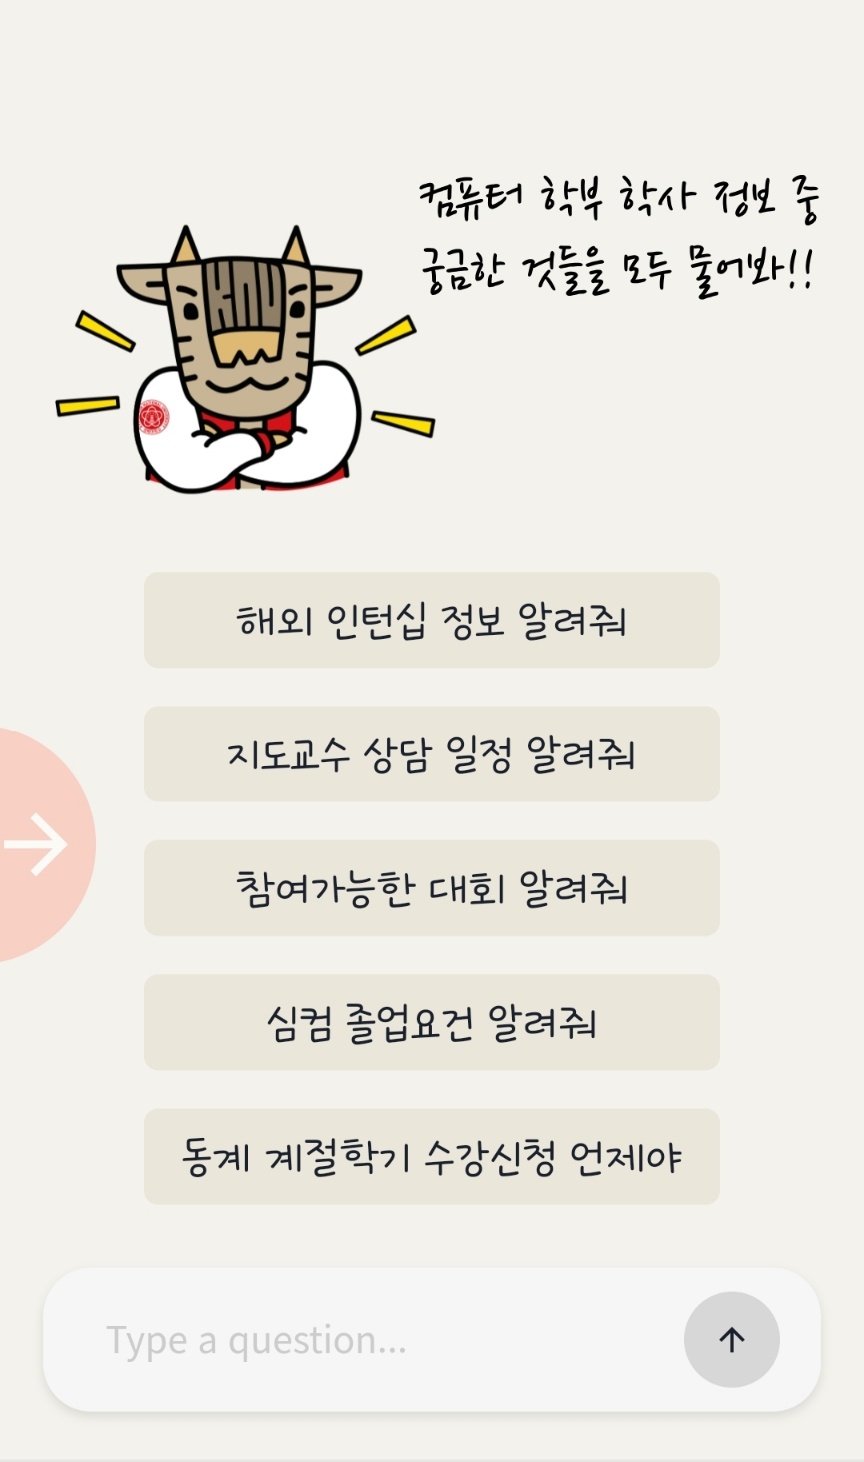 컴퓨터 학부 학사 정보 중
궁금한 것들을 모두 물어봐!!
해외 인턴십 정보 알려줘
지도교수 상담 일정 알려줘
참여가능한 대회 알려줘
심컴 졸업요건 알려줘
동계 계절학기 수강신청 언제야
Type a question...